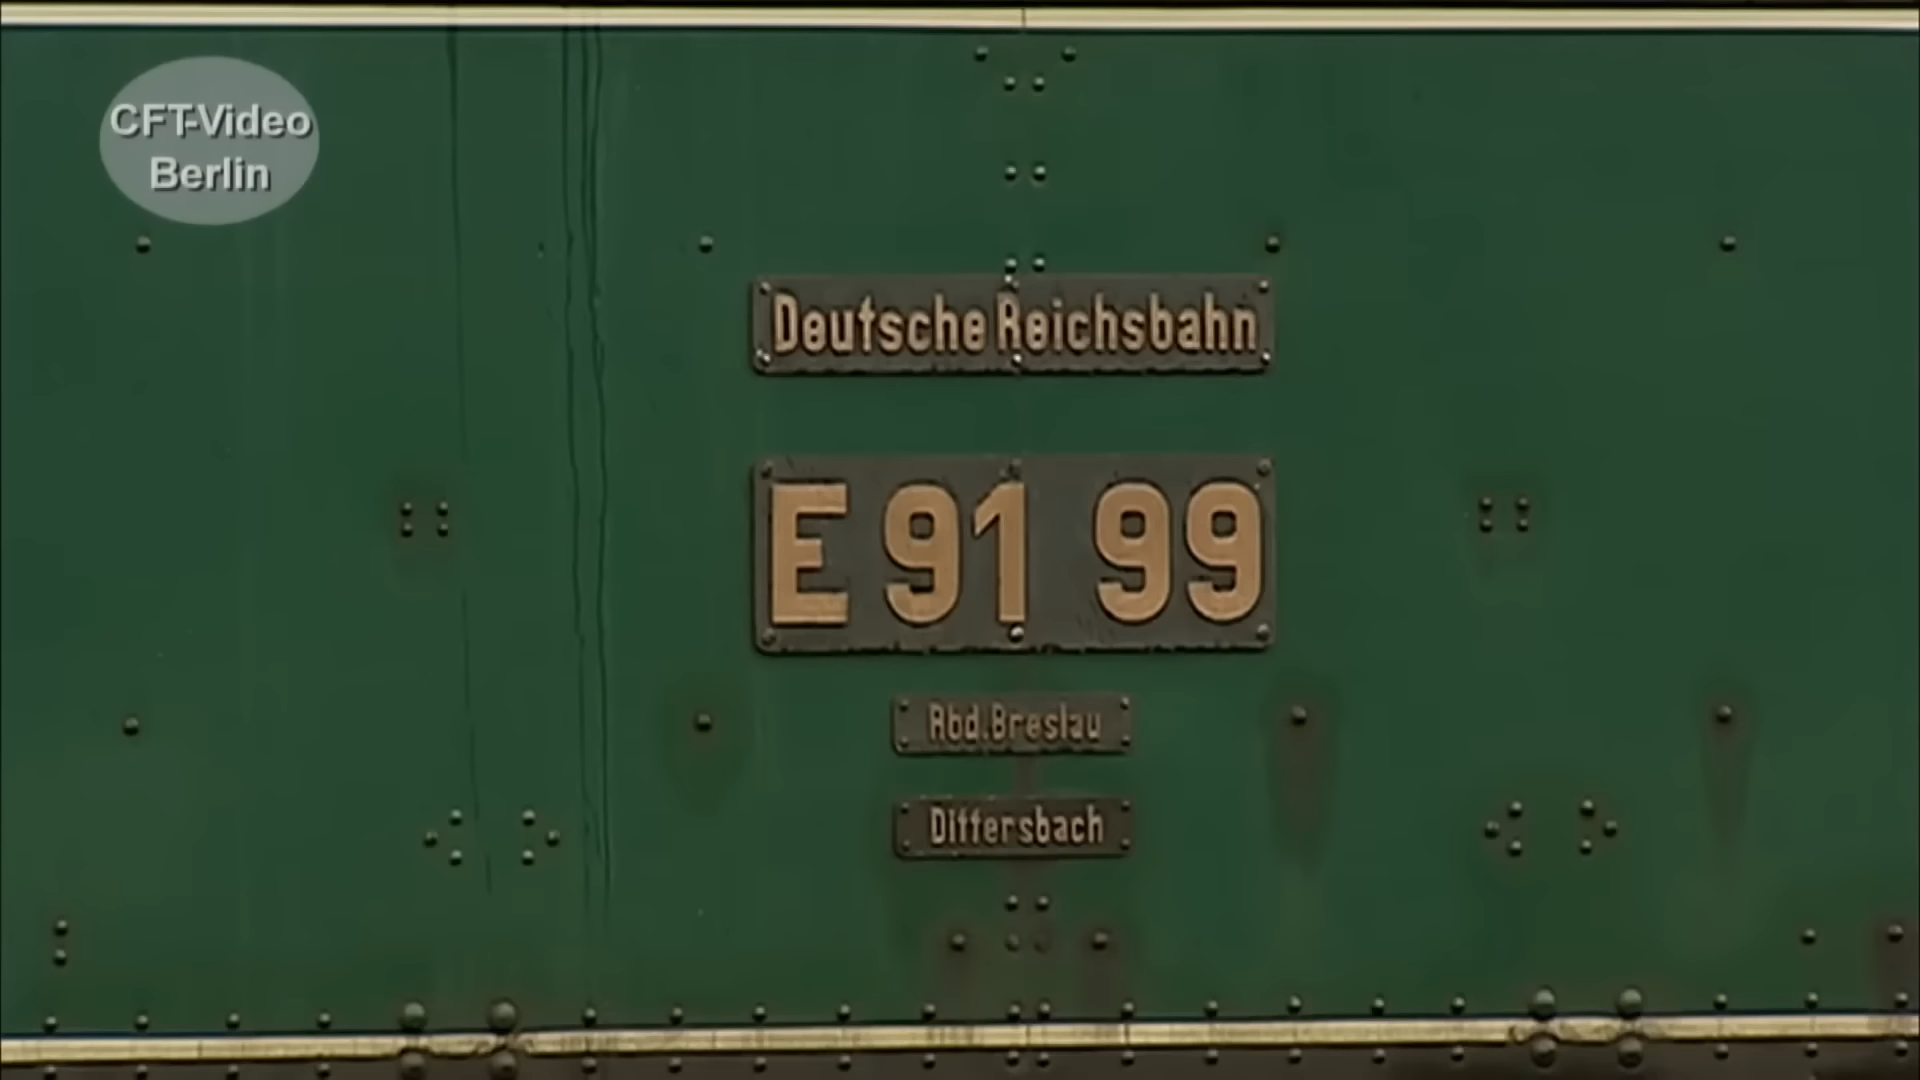 CFT-Video
Berlin
Deutsche Reichsbahn
E 91 99
Rbd.Breslau
Dittersbach